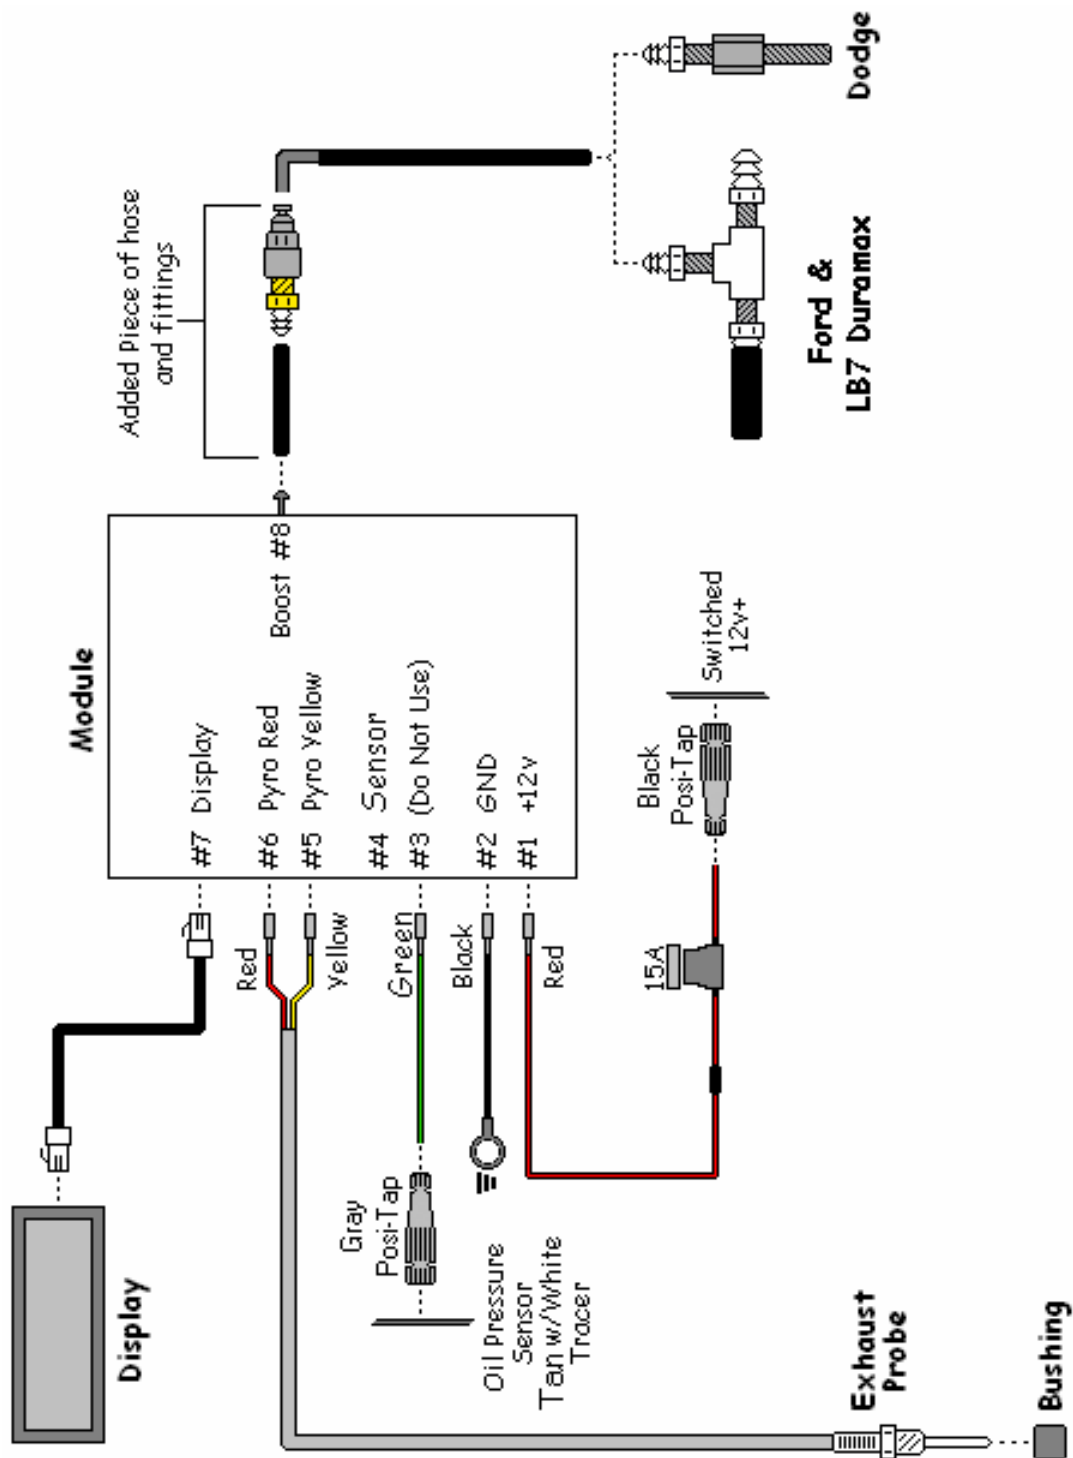 Dodge
Ford &
LB7 Duramax
Added piece of hose
and fittings
Module
Boost #8
#7 Display
#6 Pyro Red
#5 Pyro Yellow
#4 Sensor
#3 (Do Not Use)
#2 GND
#1 +12v
Red
Yellow
Green
Black
Red
15A
Black
Posi-Tap
Switched
12v+
Gray
Posi-Tap
Oil Pressure
Sensor
Tan w/White
Tracer
Display
Exhaust
Probe
Bushing